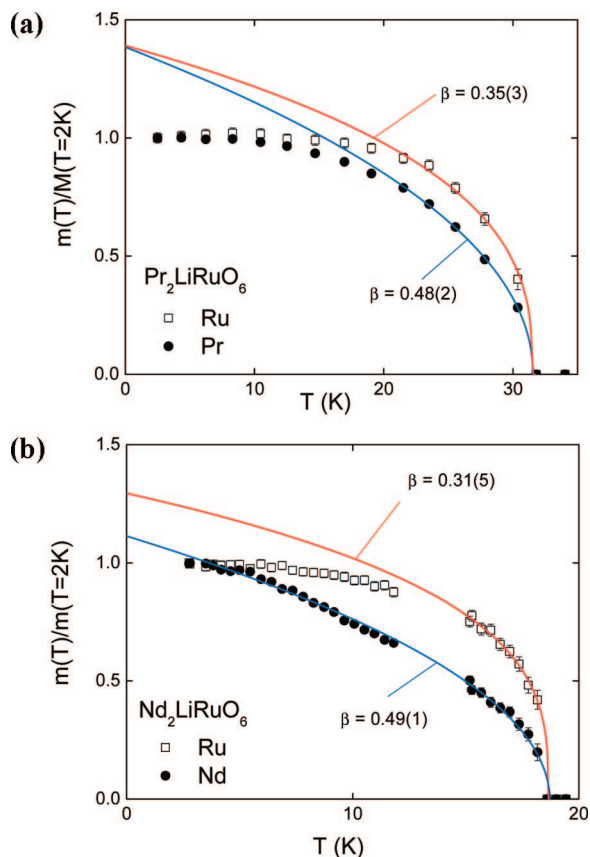 (a)
1.5
m(T)/M(T=2K)
1.0
0.5
0.0
β = 0.35(3)
β = 0.48(2)
Pr2LiRuO6
Ru
Pr
0 10 20 30
T (K)
(b)
1.5
m(T)/m(T=2K)
1.0
0.5
0.0
β = 0.31(5)
β = 0.49(1)
Nd2LiRuO6
Ru
Nd
0 10 20
T (K)